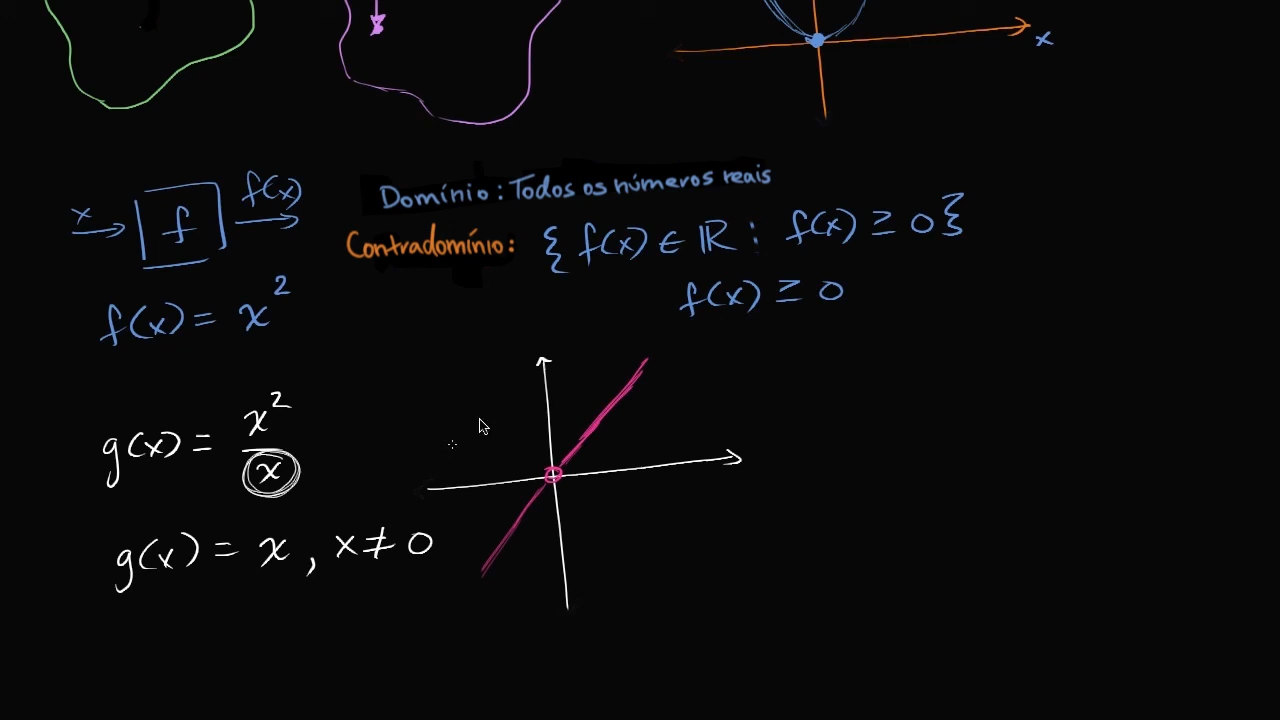 x
x f f(x)
Domínio: Todos os números reais
Contradomínio: { f(x) ∈ ℝ : f(x) ≥ 0 }
f(x) = x²
f(x) ≥ 0
g(x) = x²/x
g(x) = x , x ≠ 0